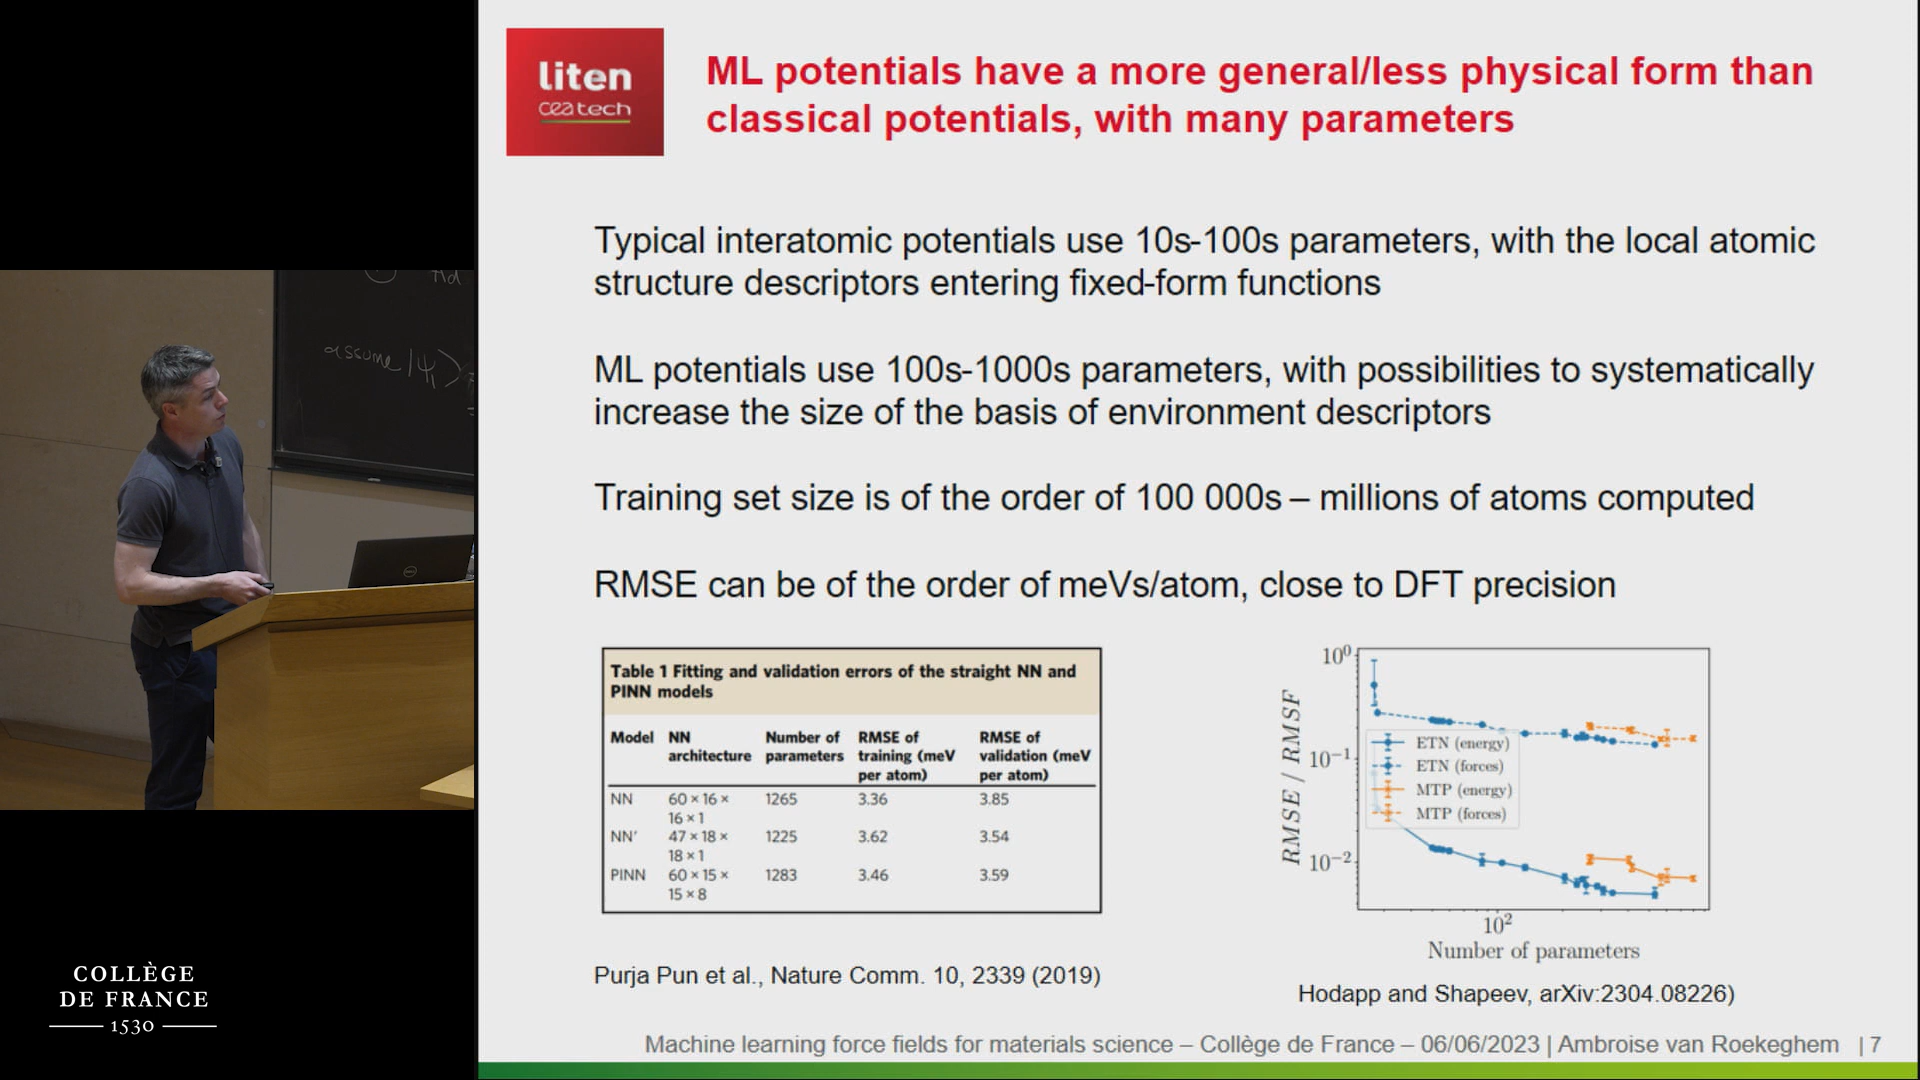 liten
ceatech
ML potentials have a more general/less physical form than
classical potentials, with many parameters
Typical interatomic potentials use 10s-100s parameters, with the local atomic
structure descriptors entering fixed-form functions
ML potentials use 100s-1000s parameters, with possibilities to systematically
increase the size of the basis of environment descriptors
Training set size is of the order of 100 000s – millions of atoms computed
RMSE can be of the order of meVs/atom, close to DFT precision
Table 1 Fitting and validation errors of the straight NN and
PINN models
Model NN architecture Number of parameters RMSE of training (meV per atom) RMSE of validation (meV per atom)
NN 60 × 16 × 16 × 1 1265 3.36 3.85
NN′ 47 × 18 × 18 × 1 1225 3.62 3.54
PINN 60 × 15 × 15 × 8 1283 3.46 3.59
Purja Pun et al., Nature Comm. 10, 2339 (2019)
RMSE / RMSF
10⁰
10⁻¹
10⁻²
ETN (energy)
ETN (forces)
MTP (energy)
MTP (forces)
10²
Number of parameters
Hodapp and Shapeev, arXiv:2304.08226)
Machine learning force fields for materials science – Collège de France – 06/06/2023 | Ambroise van Roekeghem | 7
assume |ψ₁⟩
DELL
COLLÈGE
DE FRANCE
1530